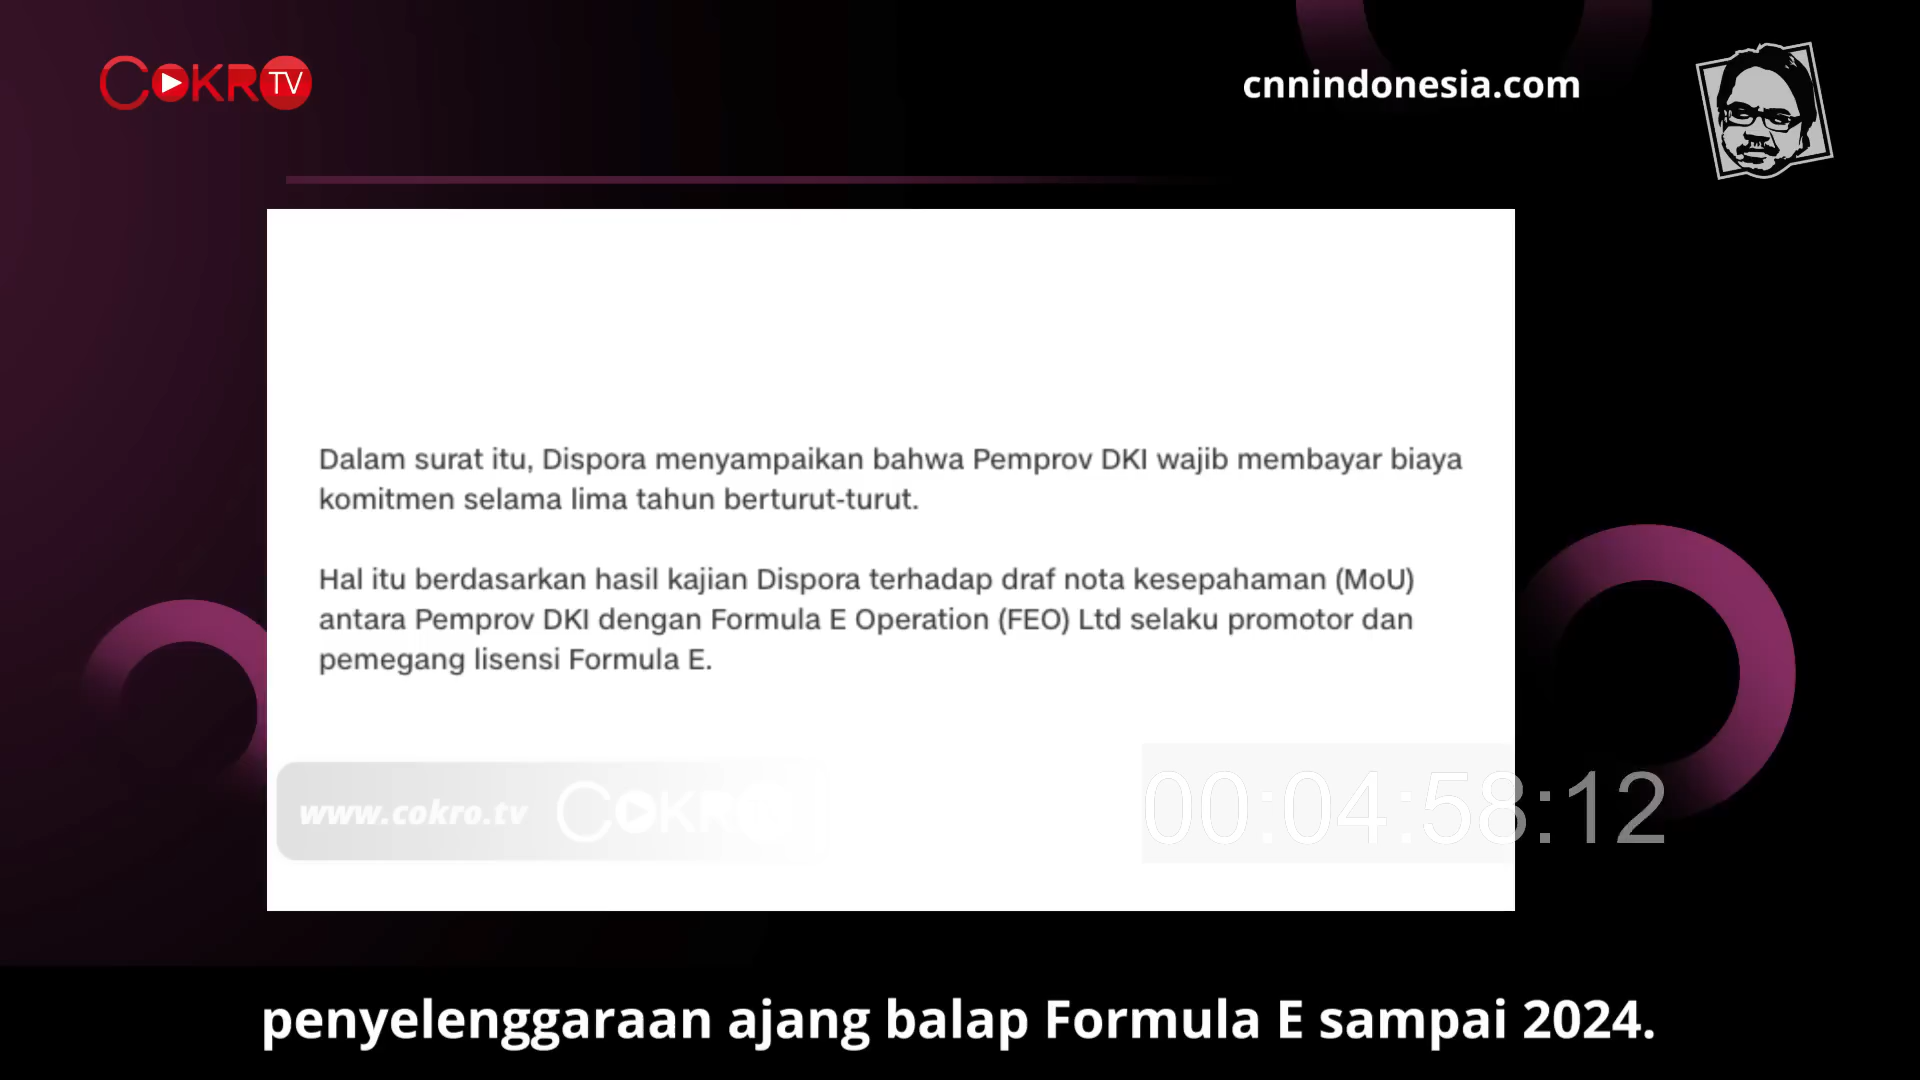 COKRO TV
cnnindonesia.com
Dalam surat itu, Dispora menyampaikan bahwa Pemprov DKI wajib membayar biaya
komitmen selama lima tahun berturut-turut.
Hal itu berdasarkan hasil kajian Dispora terhadap draf nota kesepahaman (MoU)
antara Pemprov DKI dengan Formula E Operation (FEO) Ltd selaku promotor dan
pemegang lisensi Formula E.
www.cokro.tv COKRO
00:04:58:12
penyelenggaraan ajang balap Formula E sampai 2024.